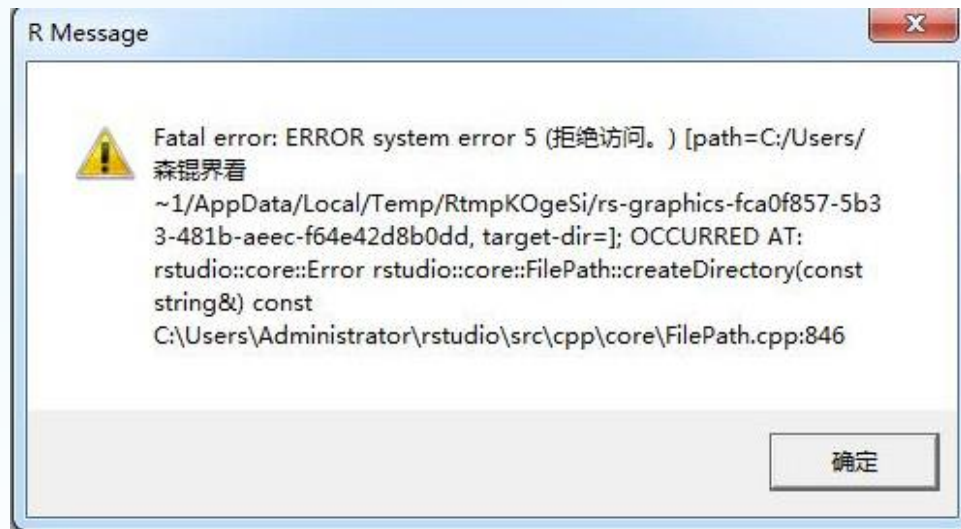 R Message
Fatal error: ERROR system error 5 (拒绝访问。) [path=C:/Users/
森锟界看
~1/AppData/Local/Temp/RtmpKOgeSi/rs-graphics-fca0f857-5b3
3-481b-aeec-f64e42d8b0dd, target-dir=]; OCCURRED AT:
rstudio::core::Error rstudio::core::FilePath::createDirectory(const
string&) const
C:\Users\Administrator\rstudio\src\cpp\core\FilePath.cpp:846
确定